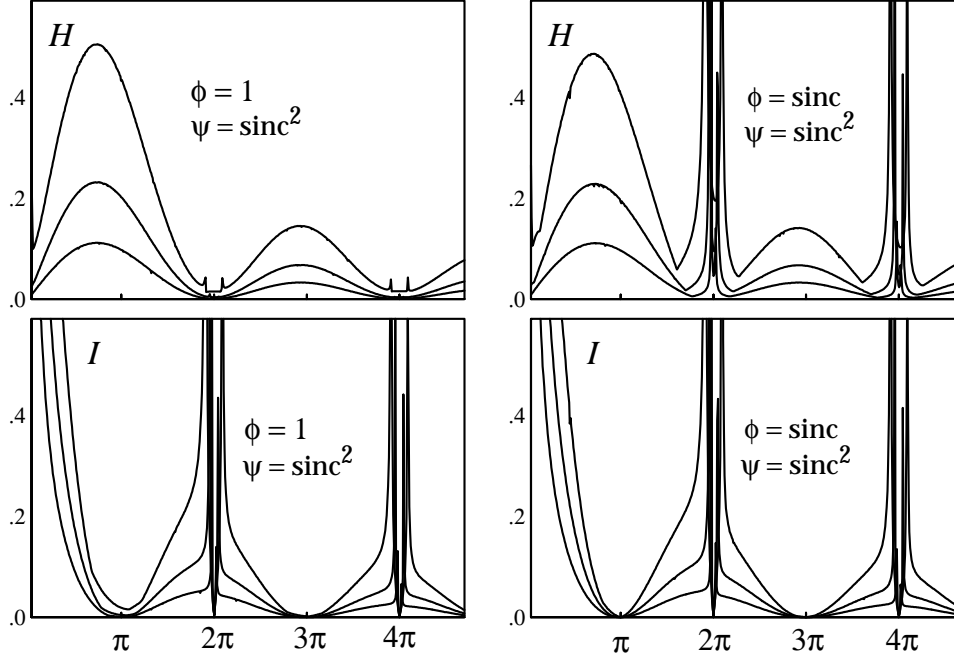 H
φ = 1
ψ = sinc²
.4
.2
.0
H
φ = sinc
ψ = sinc²
.4
.2
.0
I
φ = 1
ψ = sinc²
.4
.2
.0
π 2π 3π 4π
I
φ = sinc
ψ = sinc²
.4
.2
.0
π 2π 3π 4π